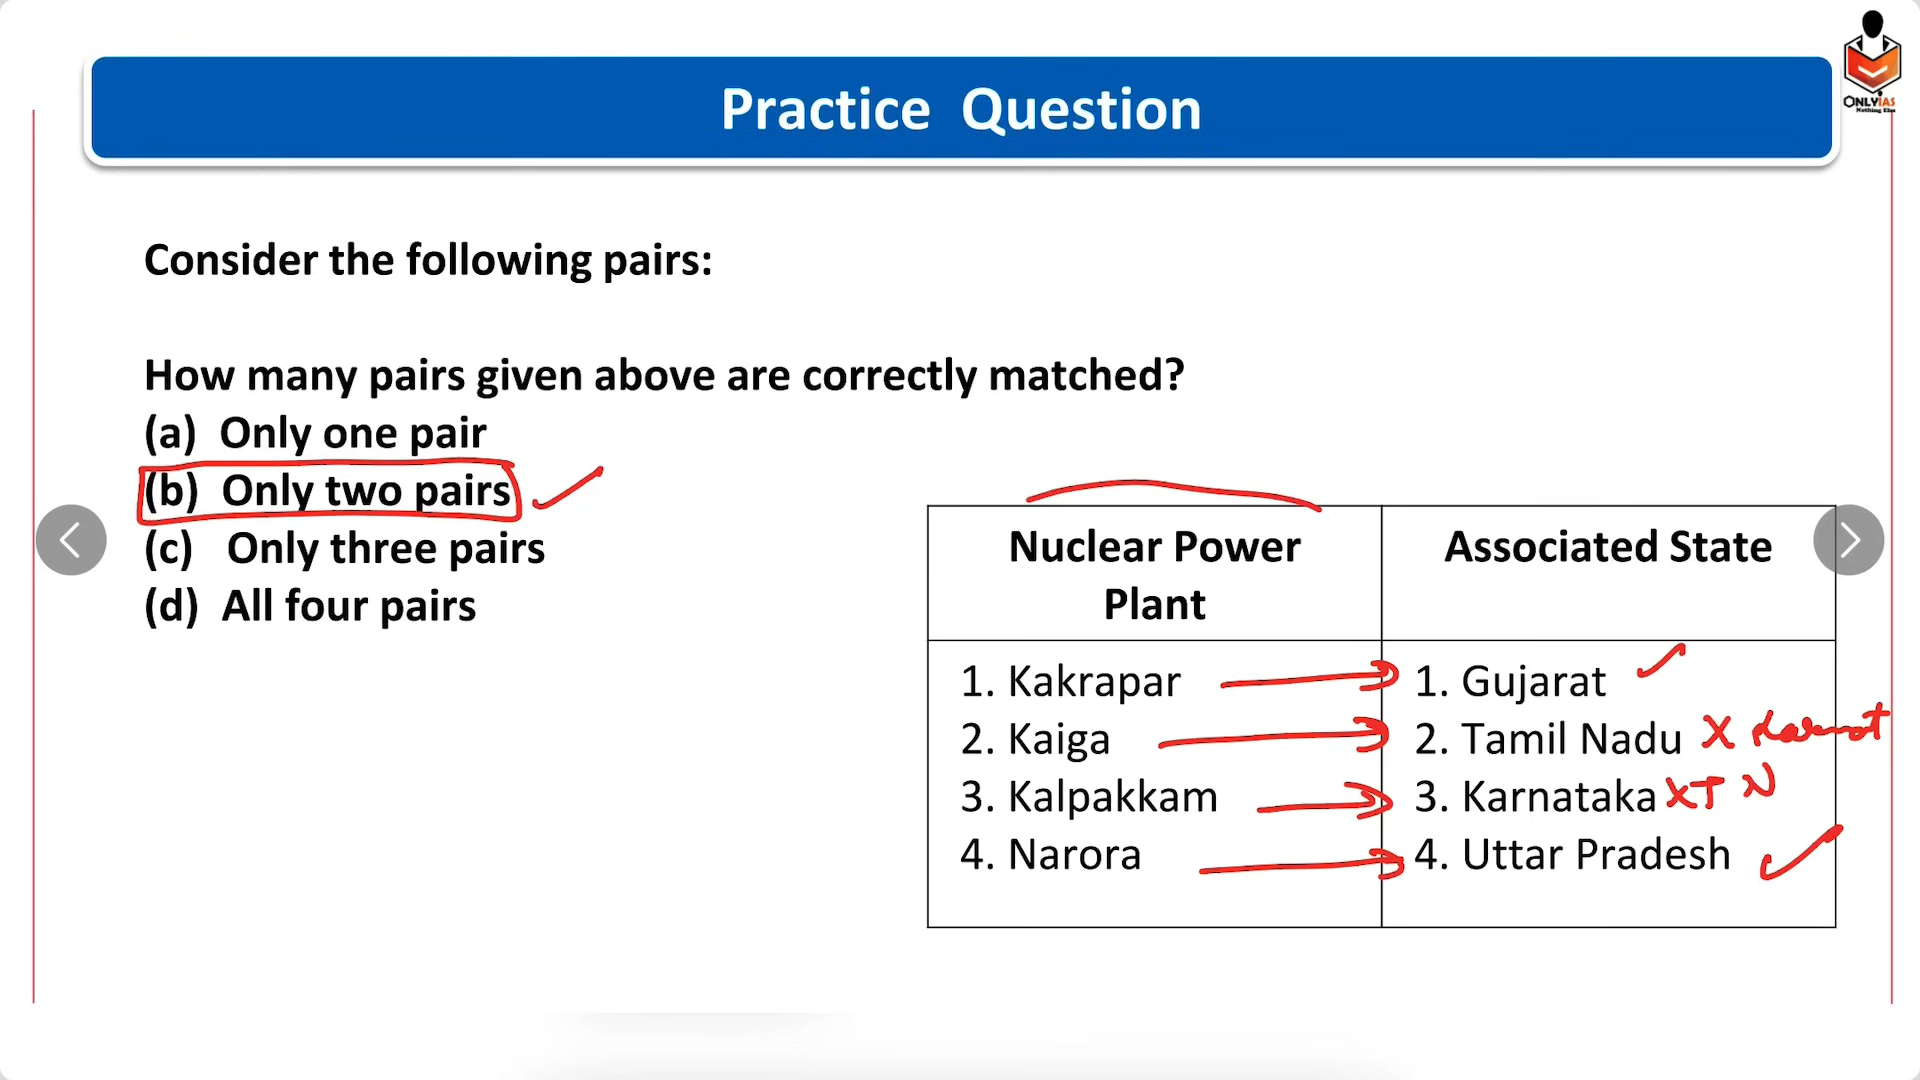 ONLYIAS
Nothing Else
Practice Question
Consider the following pairs:
How many pairs given above are correctly matched?
(a) Only one pair
(b) Only two pairs
(c) Only three pairs
(d) All four pairs
Nuclear Power
Plant
Associated State
1. Kakrapar
1. Gujarat
2. Kaiga
2. Tamil Nadu X
3. Kalpakkam
3. Karnataka X T N
4. Narora
4. Uttar Pradesh